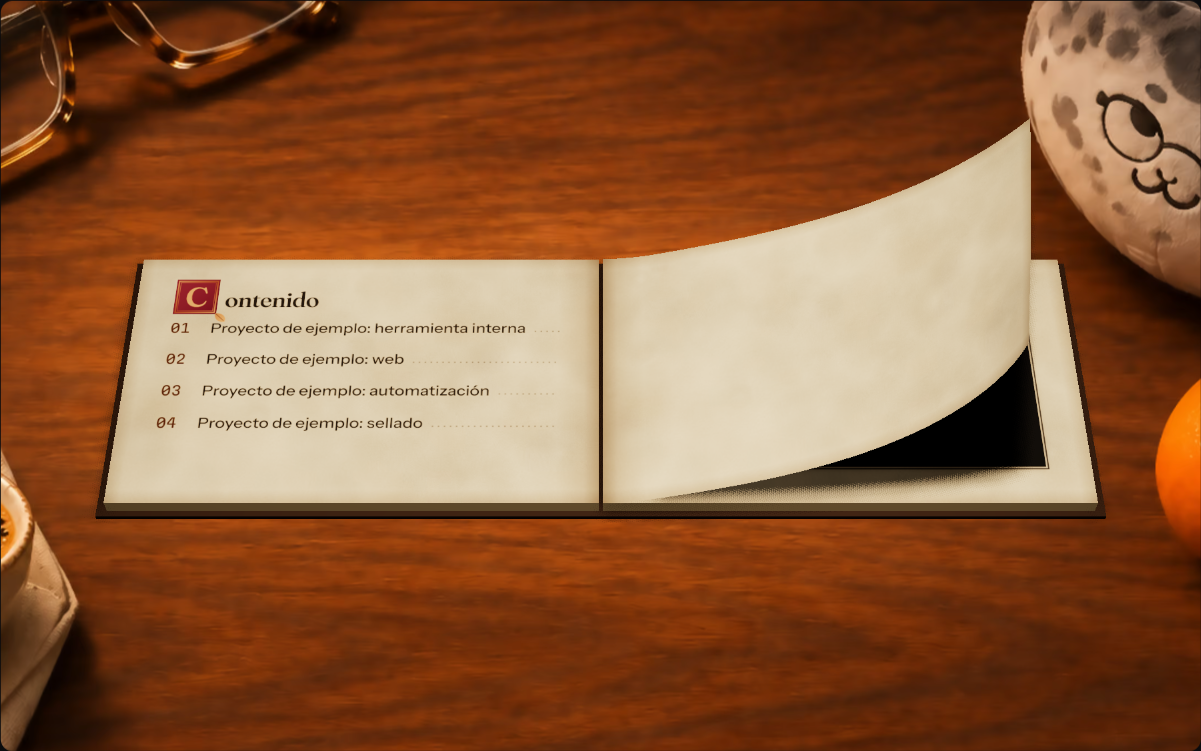 Contenido
01 Proyecto de ejemplo: herramienta interna .....
02 Proyecto de ejemplo: web ........................
03 Proyecto de ejemplo: automatización ..........
04 Proyecto de ejemplo: sellado .....................